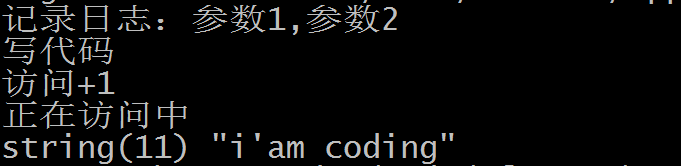 记录日志：参数1,参数2
写代码
访问+1
正在访问中
string(11) "i'am coding"